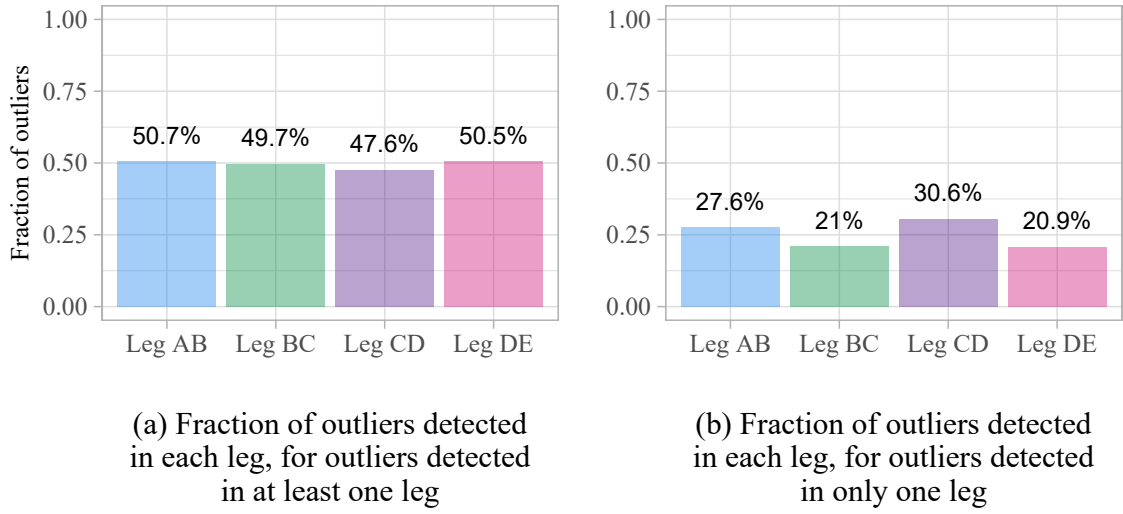 Fraction of outliers
1.00
0.75
0.50
0.25
0.00
50.7%
49.7%
47.6%
50.5%
Leg AB
Leg BC
Leg CD
Leg DE
(a) Fraction of outliers detected
in each leg, for outliers detected
in at least one leg
1.00
0.75
0.50
0.25
0.00
27.6%
21%
30.6%
20.9%
Leg AB
Leg BC
Leg CD
Leg DE
(b) Fraction of outliers detected
in each leg, for outliers detected
in only one leg